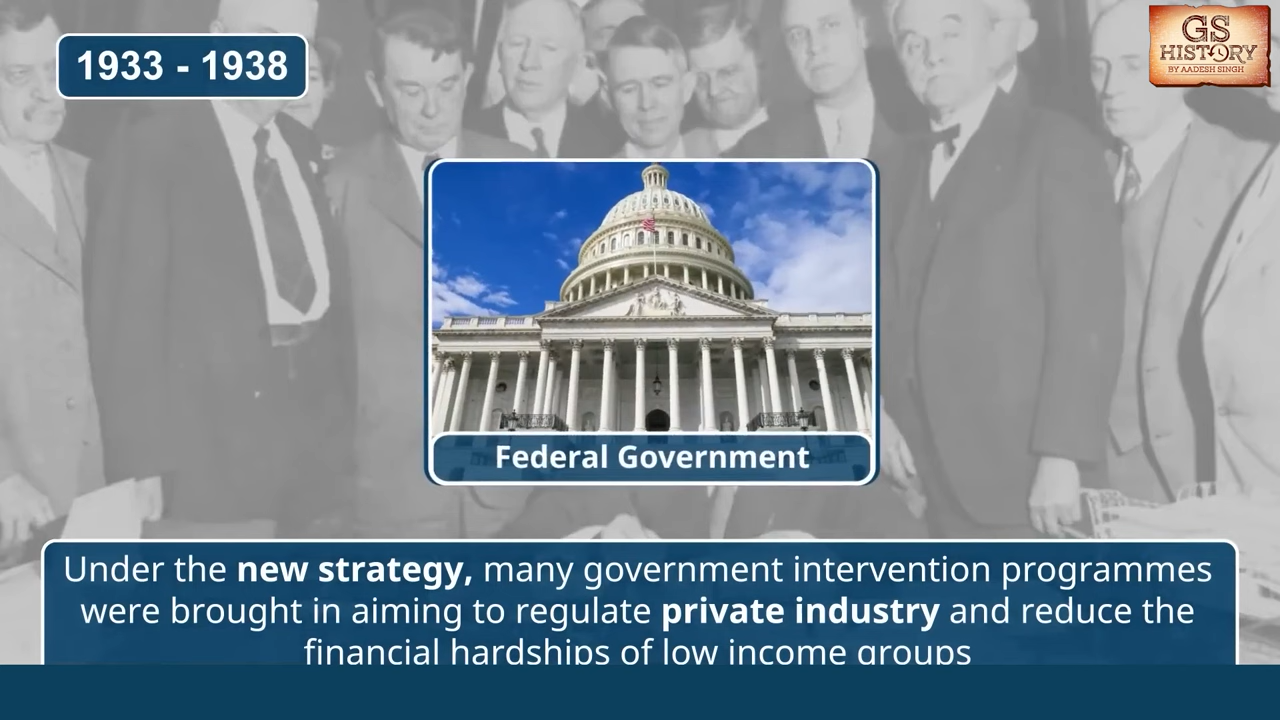 1933 - 1938
GS
HISTORY
BY AADESH SINGH
Federal Government
Under the new strategy, many government intervention programmes
were brought in aiming to regulate private industry and reduce the
financial hardships of low income groups